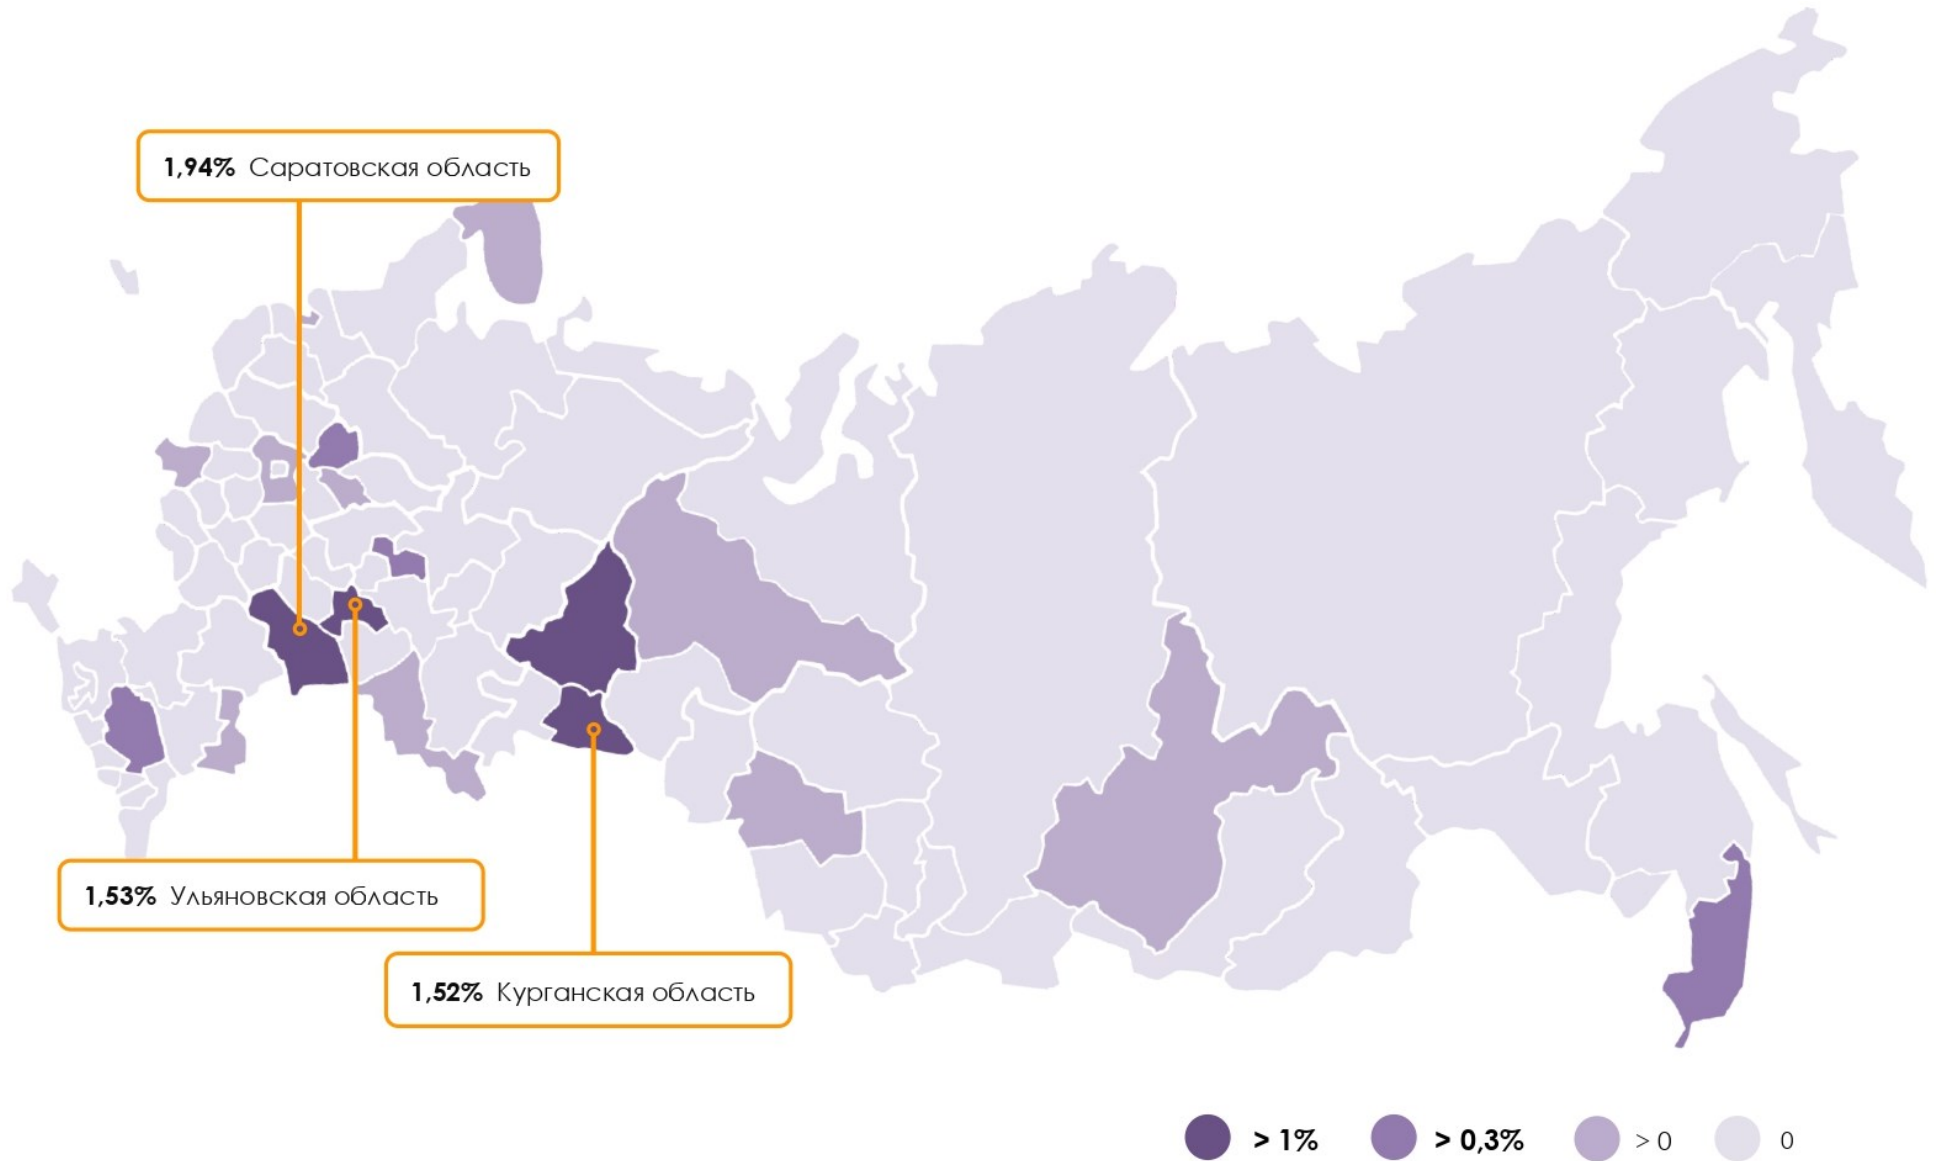 1,94% Саратовская область
1,53% Ульяновская область
1,52% Курганская область
> 1% > 0,3% > 0 0